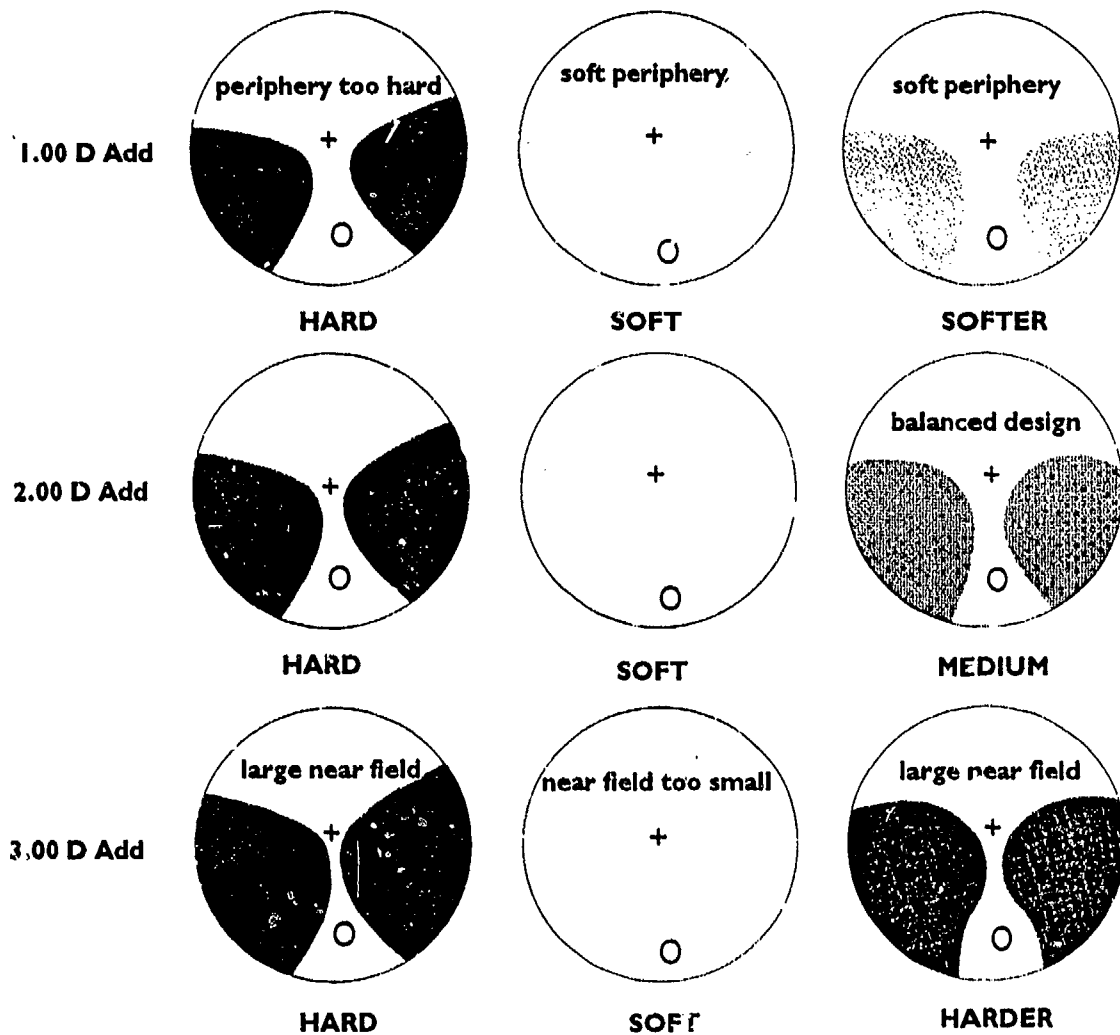 periphery too hard
soft periphery
soft periphery
1.00 D Add
HARD
SOFT
SOFTER
balanced design
2.00 D Add
HARD
SOFT
MEDIUM
large near field
near field too small
large near field
3.00 D Add
HARD
SOFT
HARDER